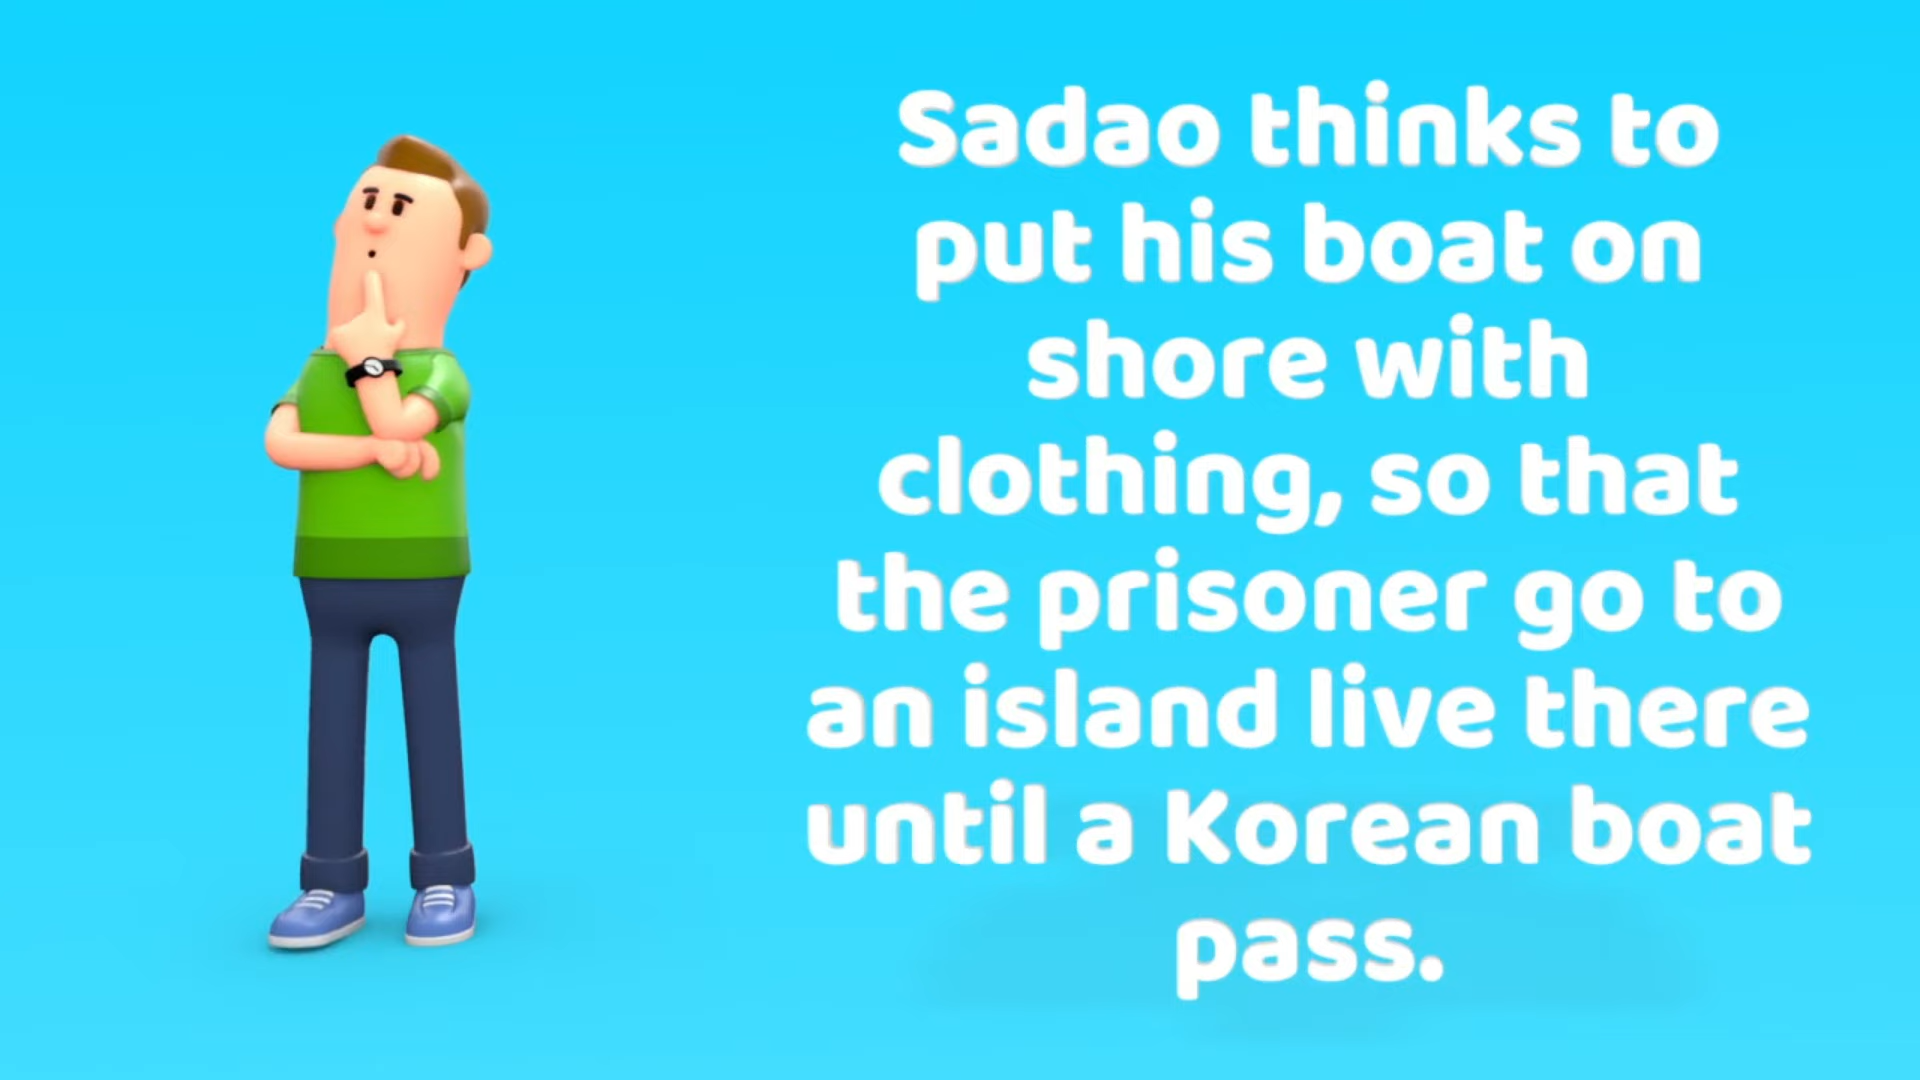 Sadao thinks to
put his boat on
shore with
clothing, so that
the prisoner go to
an island live there
until a Korean boat
pass.